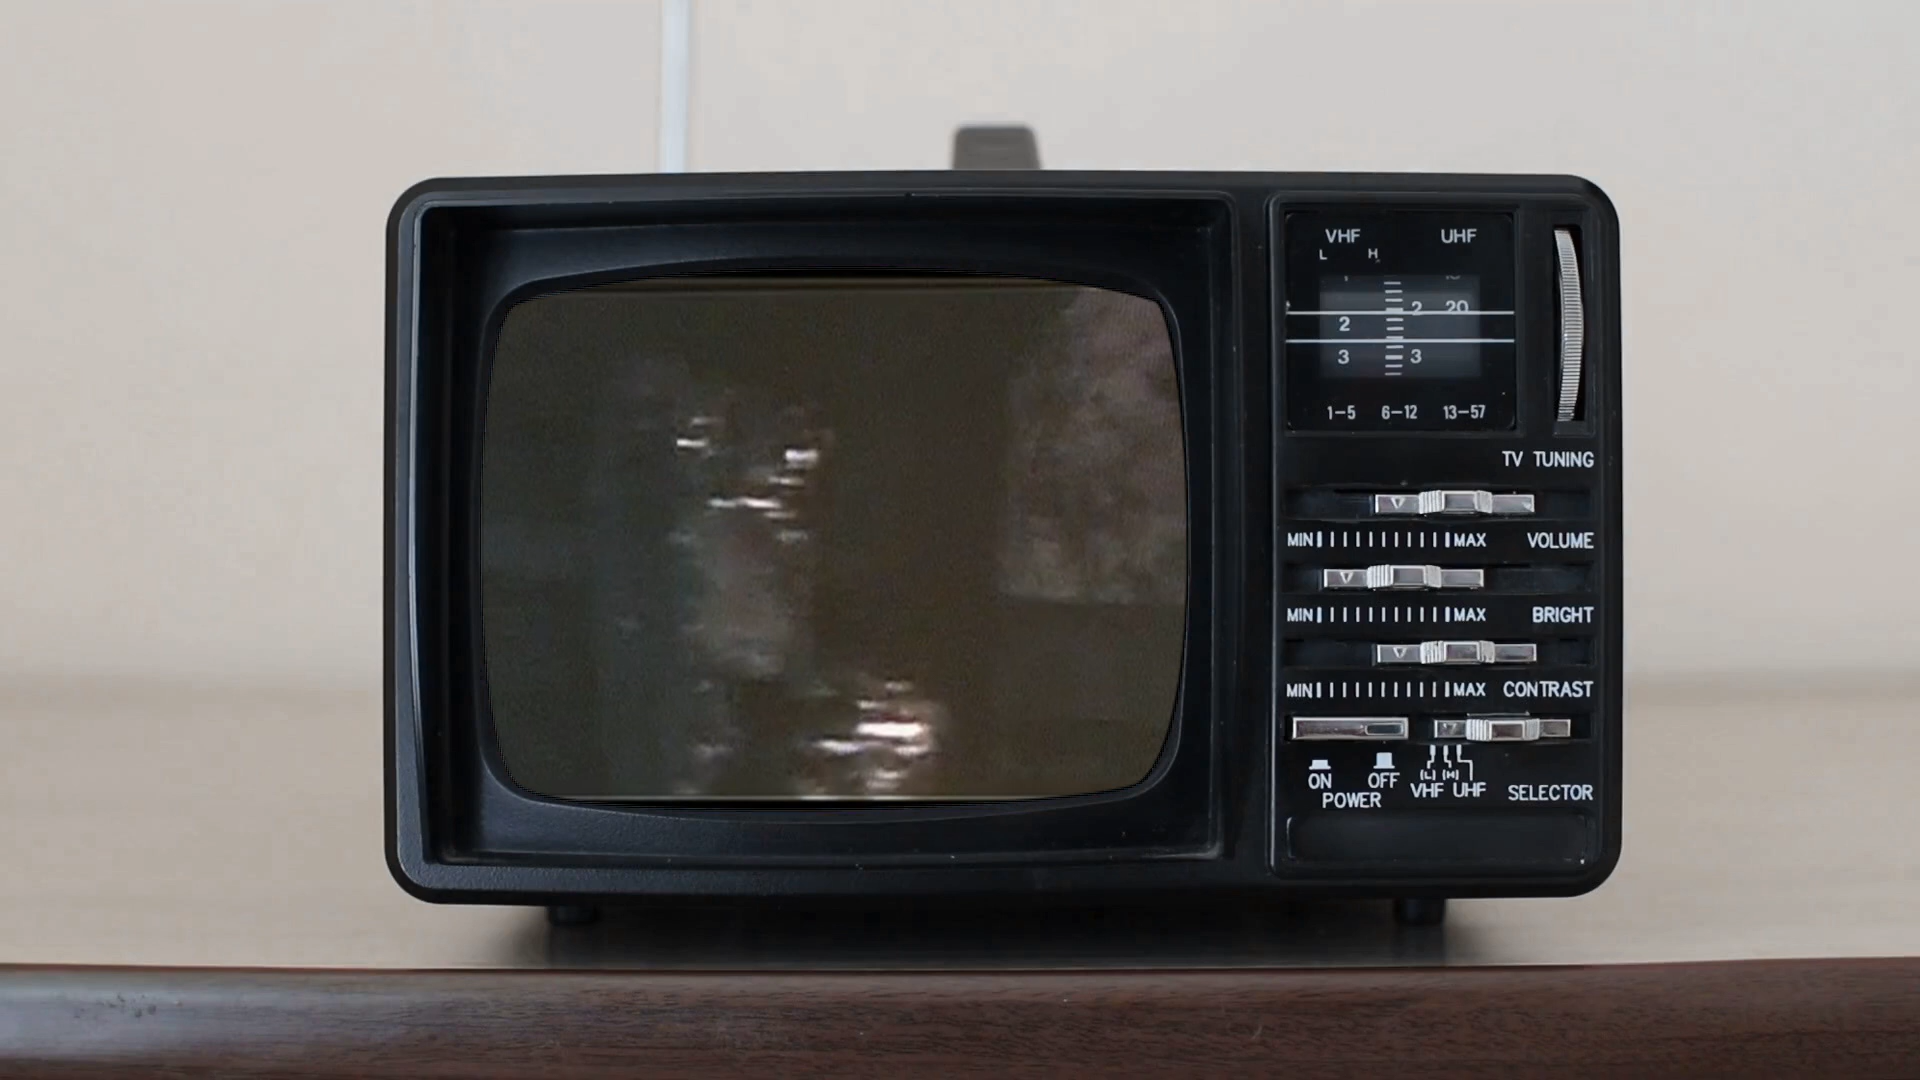 VHF UHF
L H
2 20
2
3 3
1-5 6-12 13-57
TV TUNING
MIN MAX VOLUME
MIN MAX BRIGHT
MIN MAX CONTRAST
ON OFF
POWER
(L) (H)
VHF UHF
SELECTOR